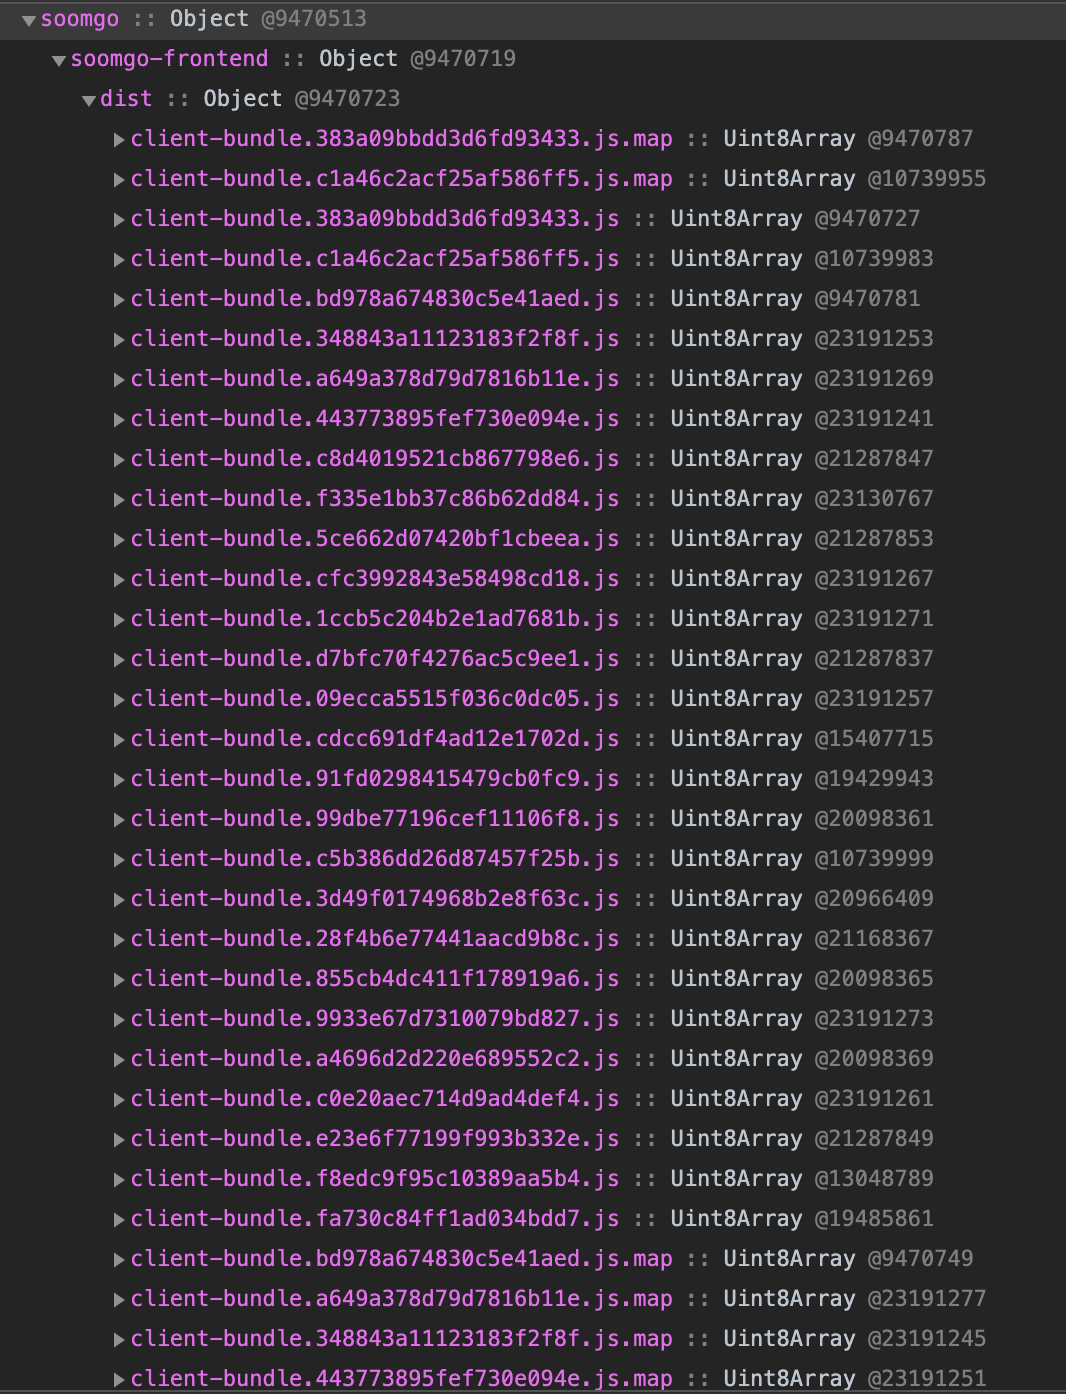 soomgo :: Object @9470513
soomgo-frontend :: Object @9470719
dist :: Object @9470723
client-bundle.383a09bbdd3d6fd93433.js.map :: Uint8Array @9470787
client-bundle.c1a46c2acf25af586ff5.js.map :: Uint8Array @10739955
client-bundle.383a09bbdd3d6fd93433.js :: Uint8Array @9470727
client-bundle.c1a46c2acf25af586ff5.js :: Uint8Array @10739983
client-bundle.bd978a674830c5e41aed.js :: Uint8Array @9470781
client-bundle.348843a11123183f2f8f.js :: Uint8Array @23191253
client-bundle.a649a378d79d7816b11e.js :: Uint8Array @23191269
client-bundle.443773895fef730e094e.js :: Uint8Array @23191241
client-bundle.c8d4019521cb867798e6.js :: Uint8Array @21287847
client-bundle.f335e1bb37c86b62dd84.js :: Uint8Array @23130767
client-bundle.5ce662d07420bf1cbeea.js :: Uint8Array @21287853
client-bundle.cfc3992843e58498cd18.js :: Uint8Array @23191267
client-bundle.1ccb5c204b2e1ad7681b.js :: Uint8Array @23191271
client-bundle.d7bfc70f4276ac5c9ee1.js :: Uint8Array @21287837
client-bundle.09ecca5515f036c0dc05.js :: Uint8Array @23191257
client-bundle.cdcc691df4ad12e1702d.js :: Uint8Array @15407715
client-bundle.91fd0298415479cb0fc9.js :: Uint8Array @19429943
client-bundle.99dbe77196cef11106f8.js :: Uint8Array @20098361
client-bundle.c5b386dd26d87457f25b.js :: Uint8Array @10739999
client-bundle.3d49f0174968b2e8f63c.js :: Uint8Array @20966409
client-bundle.28f4b6e77441aacd9b8c.js :: Uint8Array @21168367
client-bundle.855cb4dc411f178919a6.js :: Uint8Array @20098365
client-bundle.9933e67d7310079bd827.js :: Uint8Array @23191273
client-bundle.a4696d2d220e689552c2.js :: Uint8Array @20098369
client-bundle.c0e20aec714d9ad4def4.js :: Uint8Array @23191261
client-bundle.e23e6f77199f993b332e.js :: Uint8Array @21287849
client-bundle.f8edc9f95c10389aa5b4.js :: Uint8Array @13048789
client-bundle.fa730c84ff1ad034bdd7.js :: Uint8Array @19485861
client-bundle.bd978a674830c5e41aed.js.map :: Uint8Array @9470749
client-bundle.a649a378d79d7816b11e.js.map :: Uint8Array @23191277
client-bundle.348843a11123183f2f8f.js.map :: Uint8Array @23191245
client-bundle.443773895fef730e094e.js.map :: Uint8Array @23191251